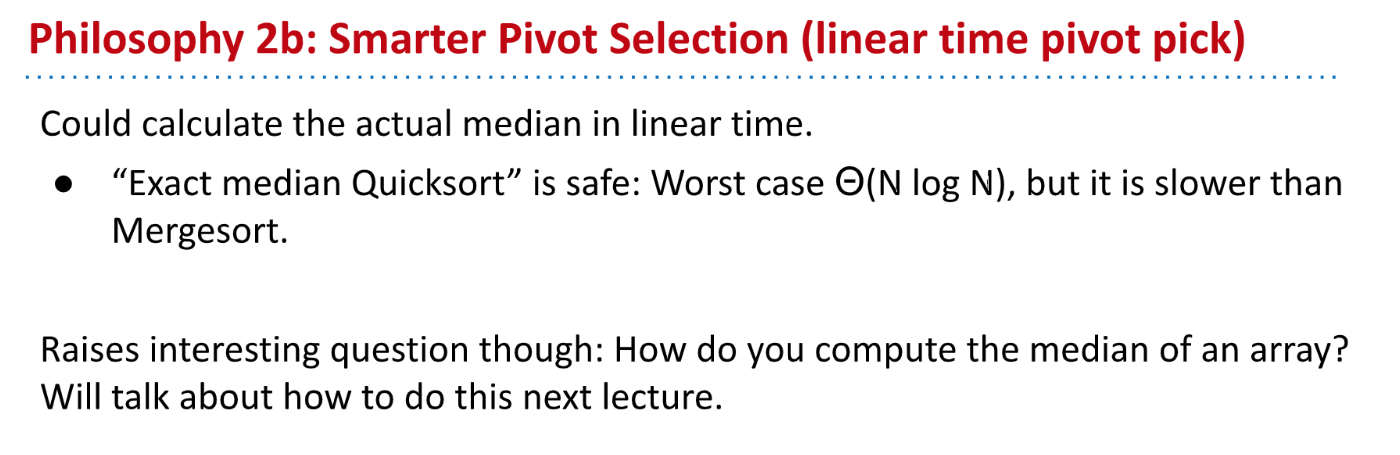 Philosophy 2b: Smarter Pivot Selection (linear time pivot pick)
Could calculate the actual median in linear time.
● “Exact median Quicksort” is safe: Worst case Θ(N log N), but it is slower than
Mergesort.
Raises interesting question though: How do you compute the median of an array?
Will talk about how to do this next lecture.